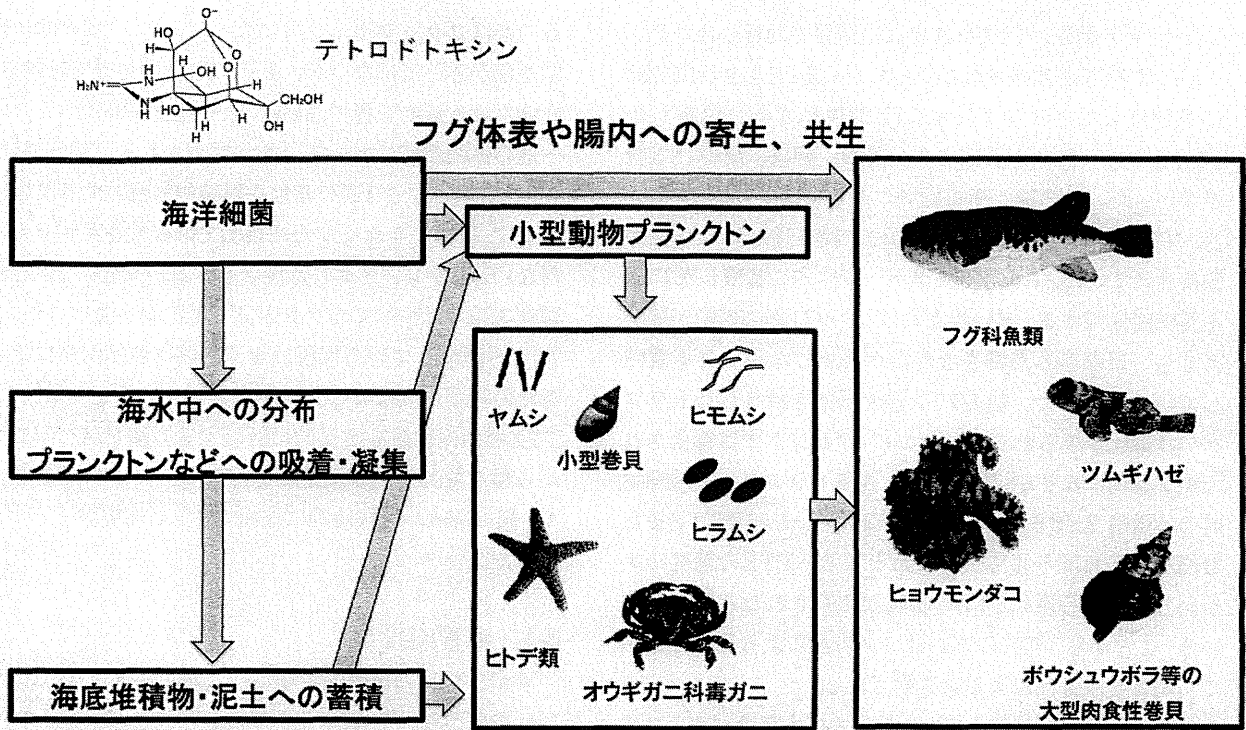 O⁻
HO
H
O
O
H
OH
H
H₂N⁺
N
H
N
H
HO
H
H
H
OH
CH₂OH
テトロドトキシン
フグ体表や腸内への寄生、共生
海洋細菌
小型動物プランクトン
海水中への分布
プランクトンなどへの吸着・凝集
海底堆積物・泥土への蓄積
ヤムシ
ヒモムシ
小型巻貝
ヒラムシ
ヒトデ類
オウギガニ科毒ガニ
フグ科魚類
ツムギハゼ
ヒョウモンダコ
ボウシュウボラ等の
大型肉食性巻貝